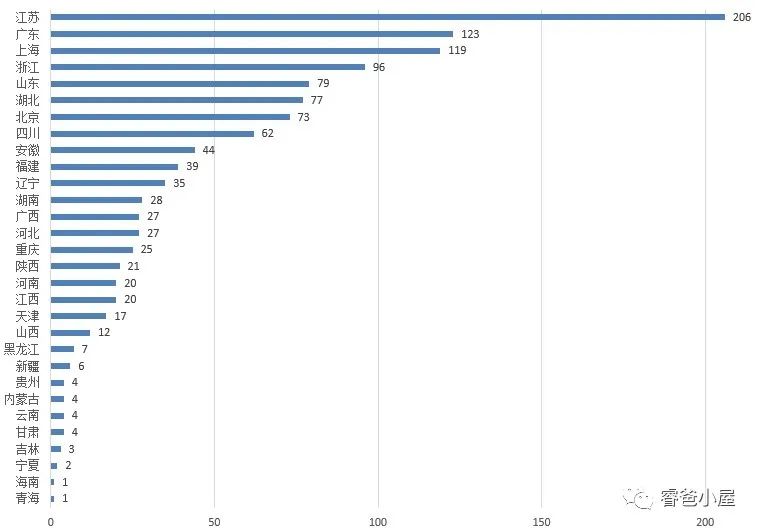 江苏 206
广东 123
上海 119
浙江 96
山东 79
湖北 77
北京 73
四川 62
安徽 44
福建 39
辽宁 35
湖南 28
广西 27
河北 27
重庆 25
陕西 21
河南 20
江西 20
天津 17
山西 12
黑龙江 7
新疆 6
贵州 4
内蒙古 4
云南 4
甘肃 4
吉林 3
宁夏 2
海南 1
青海 1
睿爸小屋
0 50 100 150 200